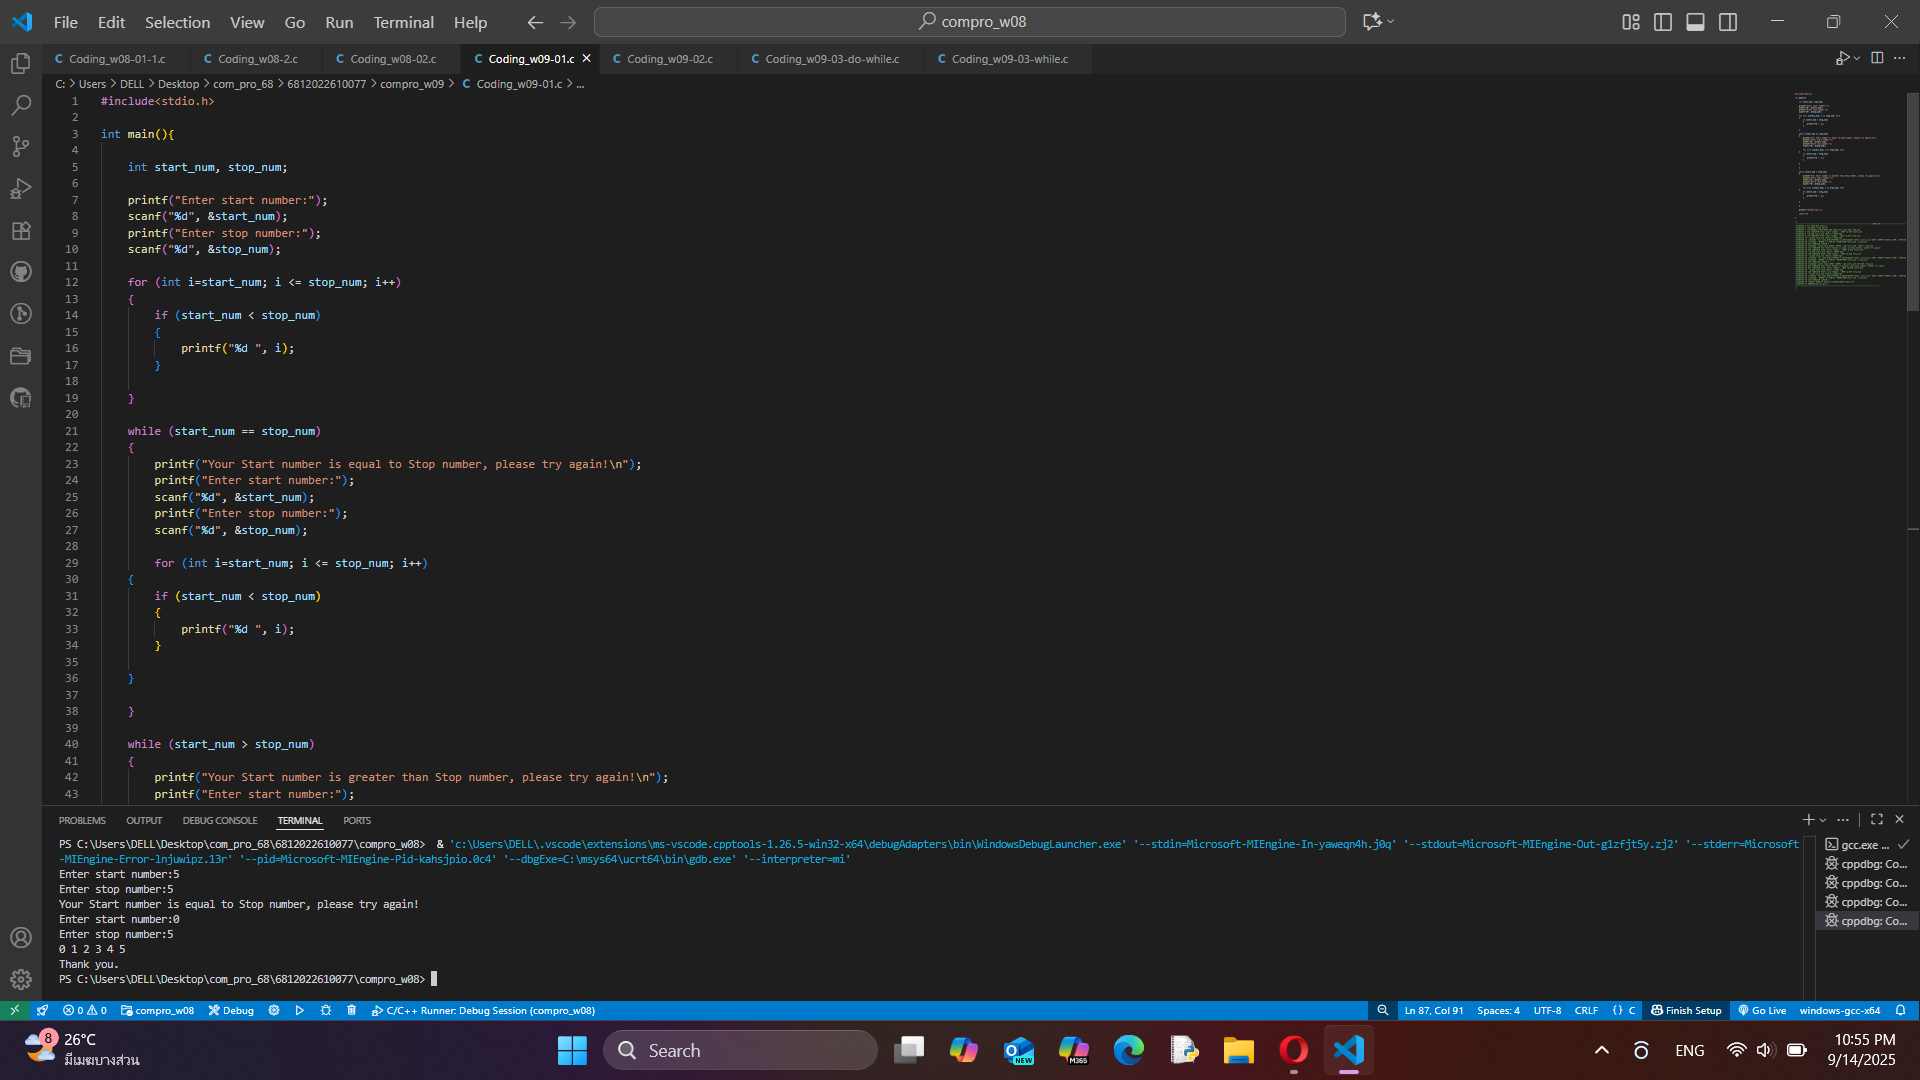 File Edit Selection View Go Run Terminal Help
compro_w08
Coding_w08-01-1.c Coding_w08-2.c Coding_w08-02.c Coding_w09-01.c Coding_w09-02.c Coding_w09-03-do-while.c Coding_w09-03-while.c
C: > Users > DELL > Desktop > com_pro_68 > 6812022610077 > compro_w09 > C Coding_w09-01.c > ...
1 #include<stdio.h>
2
3 int main(){
4
5 int start_num, stop_num;
6
7 printf("Enter start number:");
8 scanf("%d", &start_num);
9 printf("Enter stop number:");
10 scanf("%d", &stop_num);
11
12 for (int i=start_num; i <= stop_num; i++)
13 {
14 if (start_num < stop_num)
15 {
16 printf("%d ", i);
17 }
18
19 }
20
21 while (start_num == stop_num)
22 {
23 printf("Your Start number is equal to Stop number, please try again!\n");
24 printf("Enter start number:");
25 scanf("%d", &start_num);
26 printf("Enter stop number:");
27 scanf("%d", &stop_num);
28
29 for (int i=start_num; i <= stop_num; i++)
30 {
31 if (start_num < stop_num)
32 {
33 printf("%d ", i);
34 }
35
36 }
37
38 }
39
40 while (start_num > stop_num)
41 {
42 printf("Your Start number is greater than Stop number, please try again!\n");
43 printf("Enter start number:");
PROBLEMS OUTPUT DEBUG CONSOLE TERMINAL PORTS
PS C:\Users\DELL\Desktop\com_pro_68\6812022610077\compro_w08> & 'c:\Users\DELL\.vscode\extensions\ms-vscode.cpptools-1.26.5-win32-x64\debugAdapters\bin\WindowsDebugLauncher.exe' '--stdin=Microsoft-MIEngine-In-yaweqn4h.j0q' '--stdout=Microsoft-MIEngine-Out-g1zfjt5y.zj2' '--stderr=Microsoft
-MIEngine-Error-lnjuwipz.13r' '--pid=Microsoft-MIEngine-Pid-kahsjpio.0c4' '--dbgExe=C:\msys64\ucrt64\bin\gdb.exe' '--interpreter=mi'
Enter start number:5
Enter stop number:5
Your Start number is equal to Stop number, please try again!
Enter start number:0
Enter stop number:5
0 1 2 3 4 5
Thank you.
PS C:\Users\DELL\Desktop\com_pro_68\6812022610077\compro_w08>
gcc.exe ...
cppdbg: Co...
cppdbg: Co...
cppdbg: Co...
cppdbg: Co...
0 0 compro_w08 Debug C/C++ Runner: Debug Session (compro_w08) Ln 87, Col 91 Spaces: 4 UTF-8 CRLF {} C Finish Setup Go Live windows-gcc-x64
8 26°C
มีเมฆบางส่วน
Search
NEW
M365
ENG
10:55 PM
9/14/2025